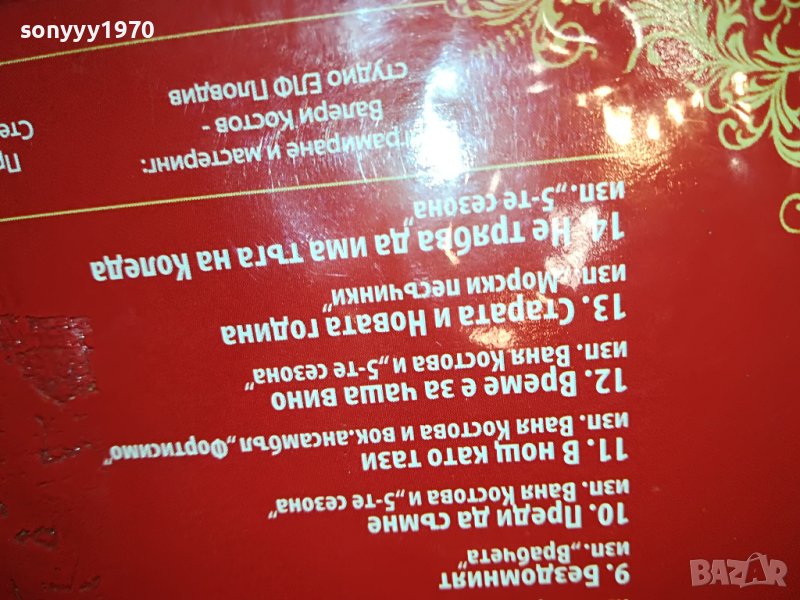 sonyyy1970
9. Бездомният
изп. „Врабчета"
10. Преди да съмне
изп. Ваня Костова и „5-те сезона"
11. В нощ като тази
изп. Ваня Костова и вок.ансамбъл „Фортисимо"
12. Време е за чаша вино
изп. Ваня Костова и „5-те сезона"
13. Старата и Новата година
изп. „Морски песъчинки"
14. Не трябва да има тъга на Коледа
изп. „5-те сезона"
и мастеринг:
Валери Костов -
студио ЕЛФ Пловдив
BAZAR